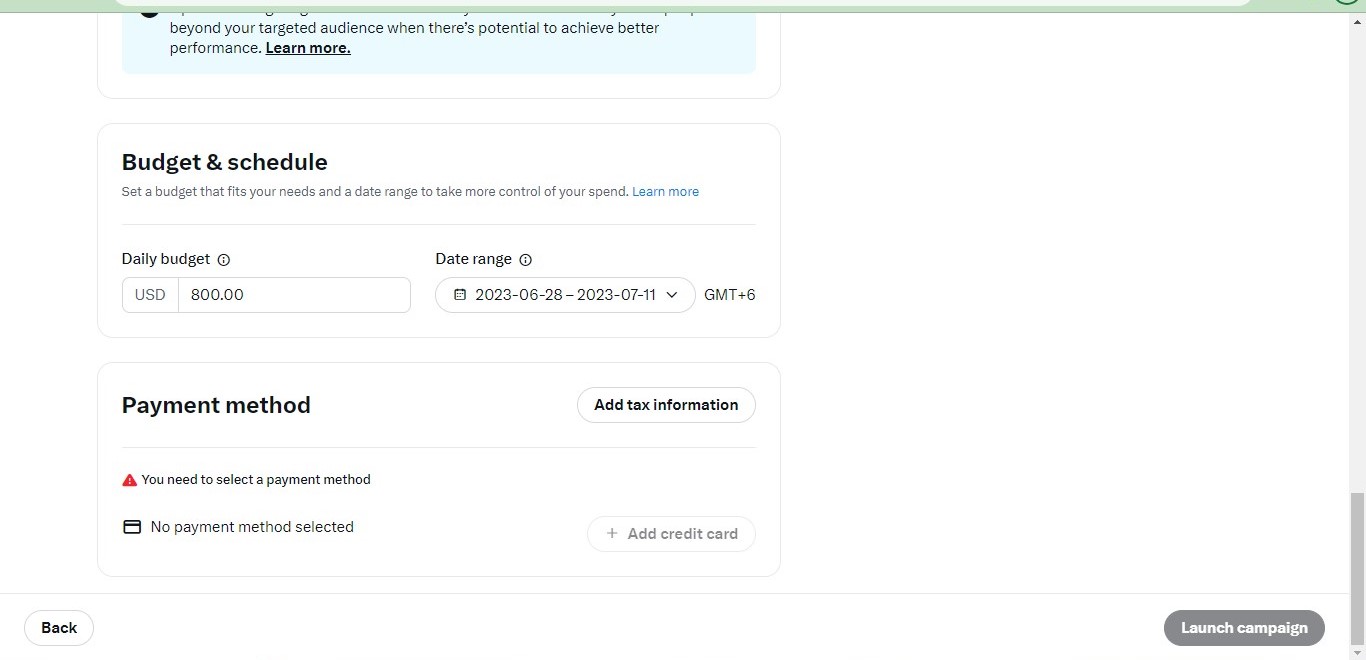 beyond your targeted audience when there's potential to achieve better
performance. Learn more.
Budget & schedule
Set a budget that fits your needs and a date range to take more control of your spend. Learn more
Daily budget
Date range
USD 800.00
2023-06-28 – 2023-07-11 GMT+6
Payment method
Add tax information
You need to select a payment method
No payment method selected
+ Add credit card
Back
Launch campaign